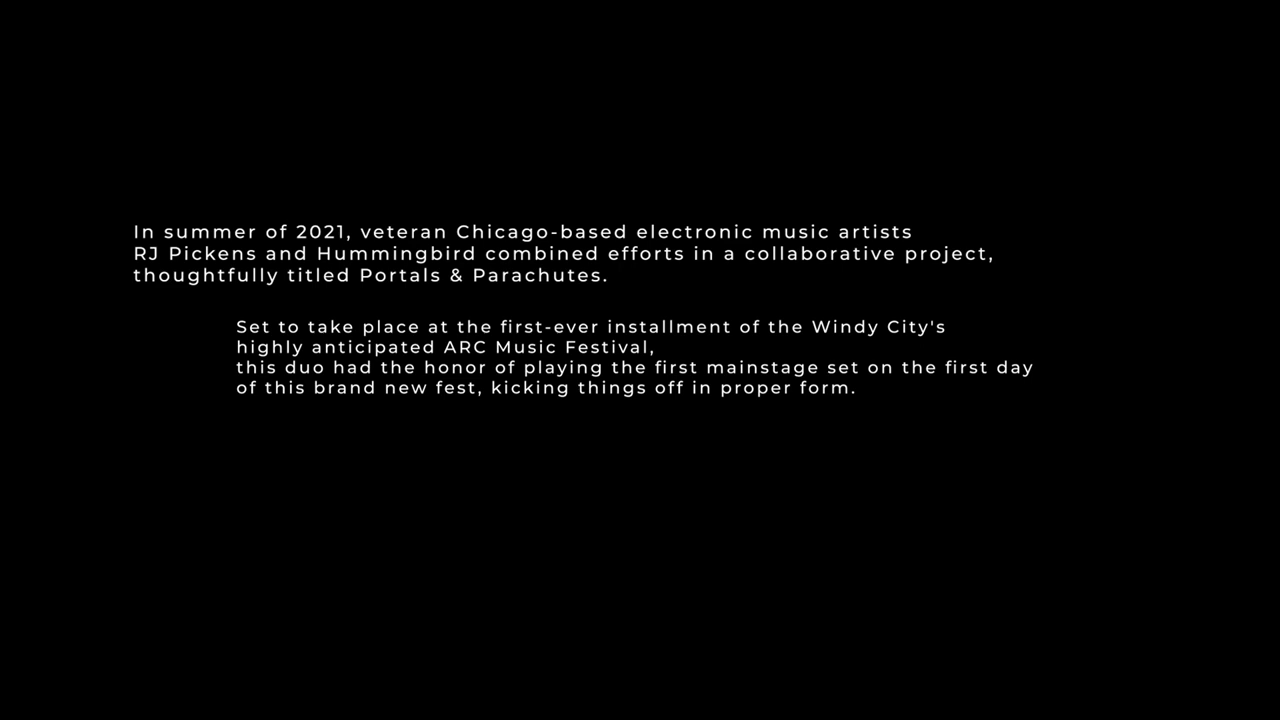 In summer of 2021, veteran Chicago-based electronic music artists
RJ Pickens and Hummingbird combined efforts in a collaborative project,
thoughtfully titled Portals & Parachutes.
Set to take place at the first-ever installment of the Windy City's
highly anticipated ARC Music Festival,
this duo had the honor of playing the first mainstage set on the first day
of this brand new fest, kicking things off in proper form.